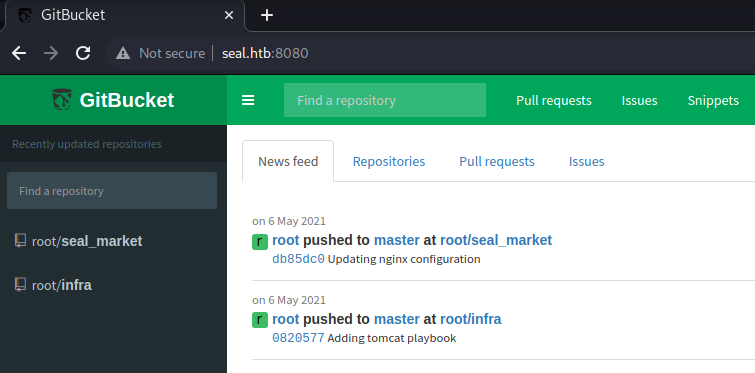 GitBucket
Not secure | seal.htb:8080
GitBucket
Find a repository
Pull requests
Issues
Snippets
Recently updated repositories
Find a repository
root/seal_market
root/infra
News feed
Repositories
Pull requests
Issues
on 6 May 2021
r root pushed to master at root/seal_market
db85dc0 Updating nginx configuration
on 6 May 2021
r root pushed to master at root/infra
0820577 Adding tomcat playbook